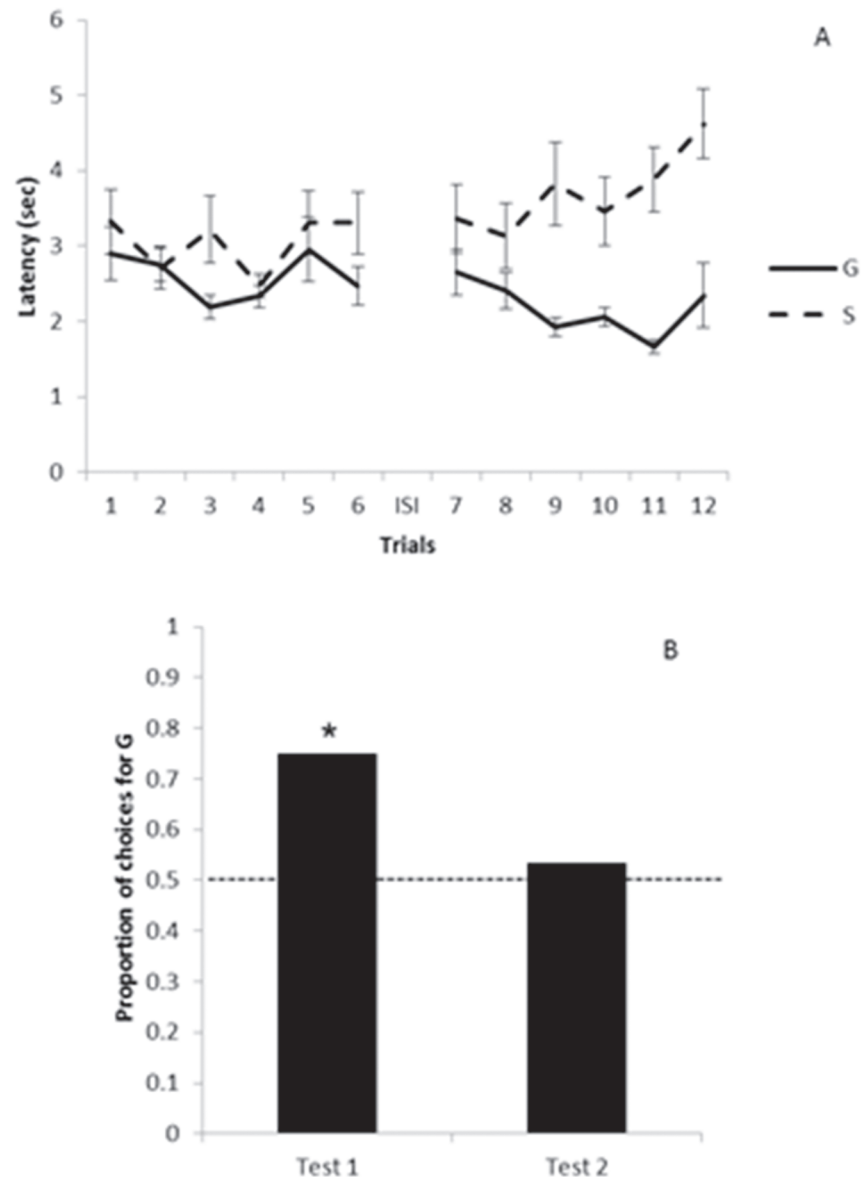 6
A
5
4
3
2
1
0
Latency (sec)
G
S
1 2 3 4 5 6 ISI 7 8 9 10 11 12
Trials
1
B
0.9
0.8
*
0.7
0.6
0.5
0.4
0.3
0.2
0.1
0
Proportion of choices for G
Test 1 Test 2